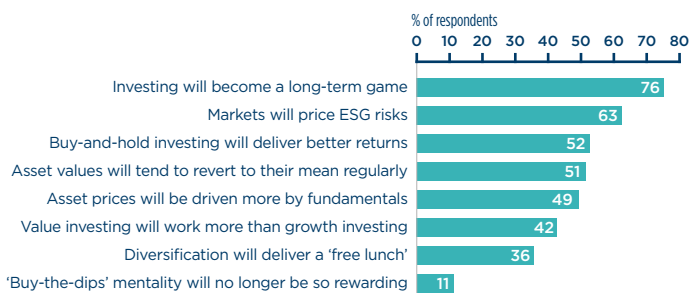 % of respondents
0 10 20 30 40 50 60 70 80
Investing will become a long-term game 76
Markets will price ESG risks 63
Buy-and-hold investing will deliver better returns 52
Asset values will tend to revert to their mean regularly 51
Asset prices will be driven more by fundamentals 49
Value investing will work more than growth investing 42
Diversification will deliver a ‘free lunch’ 36
‘Buy-the-dips’ mentality will no longer be so rewarding 11